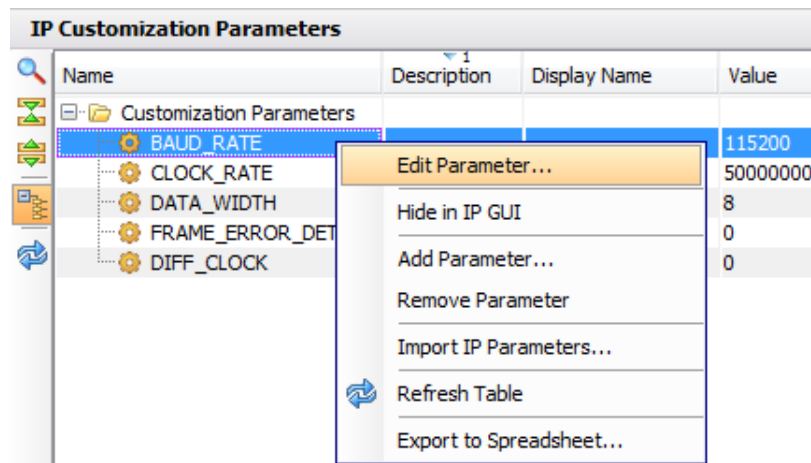 IP Customization Parameters
Name 1 Description Display Name Value
Customization Parameters
BAUD_RATE 115200
CLOCK_RATE 50000000
DATA_WIDTH 8
FRAME_ERROR_DET 0
DIFF_CLOCK 0
Edit Parameter...
Hide in IP GUI
Add Parameter...
Remove Parameter
Import IP Parameters...
Refresh Table
Export to Spreadsheet...